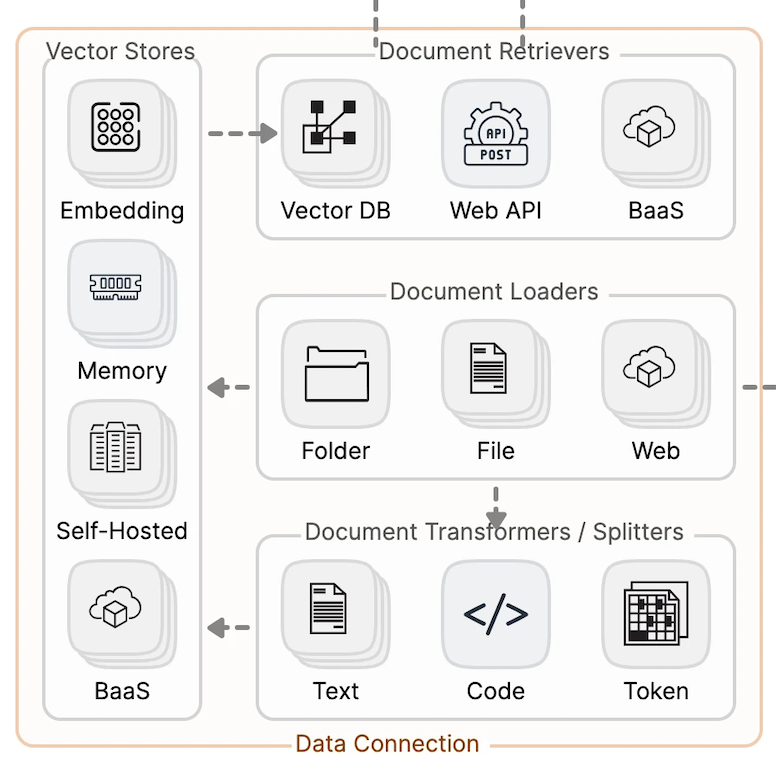 Vector Stores
Embedding
Memory
Self-Hosted
BaaS
Document Retrievers
Vector DB
API
POST
Web API
BaaS
Document Loaders
Folder
File
Web
Document Transformers / Splitters
Text
</>
Code
Token
Data Connection